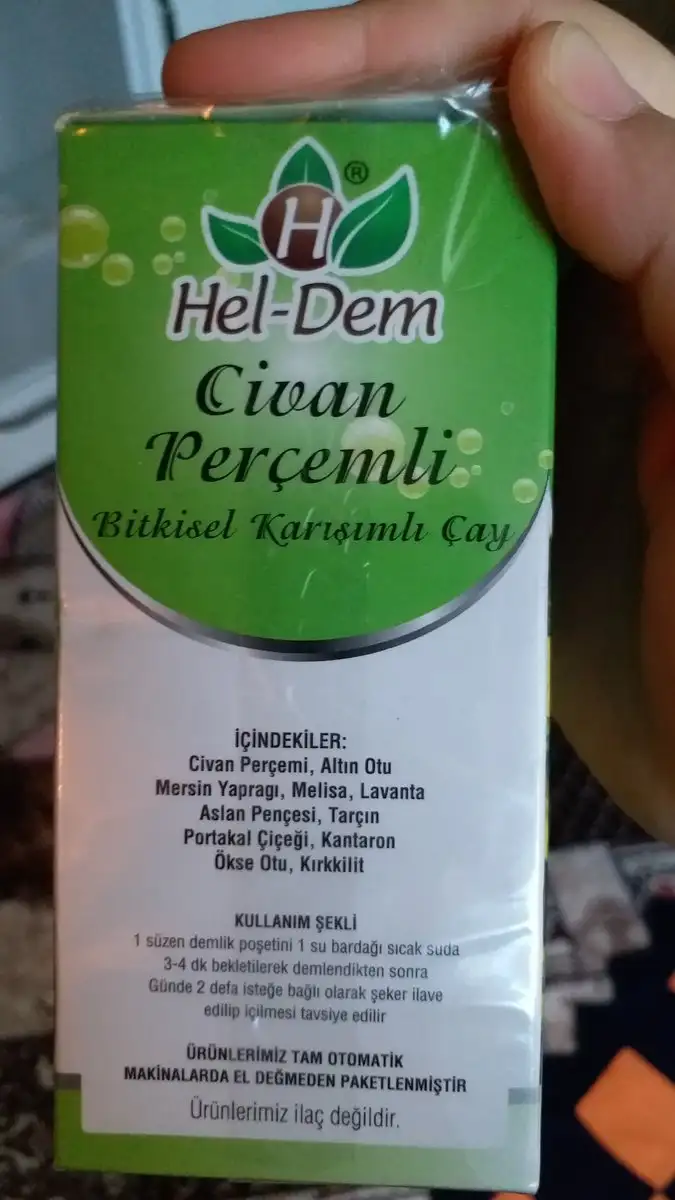 H
®
Hel-Dem
Civan
Perçemli
Bitkisel Karışımlı Çay
İÇİNDEKİLER:
Civan Perçemi, Altın Otu
Mersin Yapragı, Melisa, Lavanta
Aslan Pençesi, Tarçın
Portakal Çiçeği, Kantaron
Ökse Otu, Kırkkilit
KULLANIM ŞEKLİ
1 süzen demlik poşetini 1 su bardağı sıcak suda
3-4 dk bekletilerek demlendikten sonra
Günde 2 defa isteğe bağlı olarak şeker ilave
edilip içilmesi tavsiye edilir
ÜRÜNLERİMİZ TAM OTOMATİK
MAKİNALARDA EL DEĞMEDEN PAKETLENMİŞTİR
Ürünlerimiz ilaç değildir.